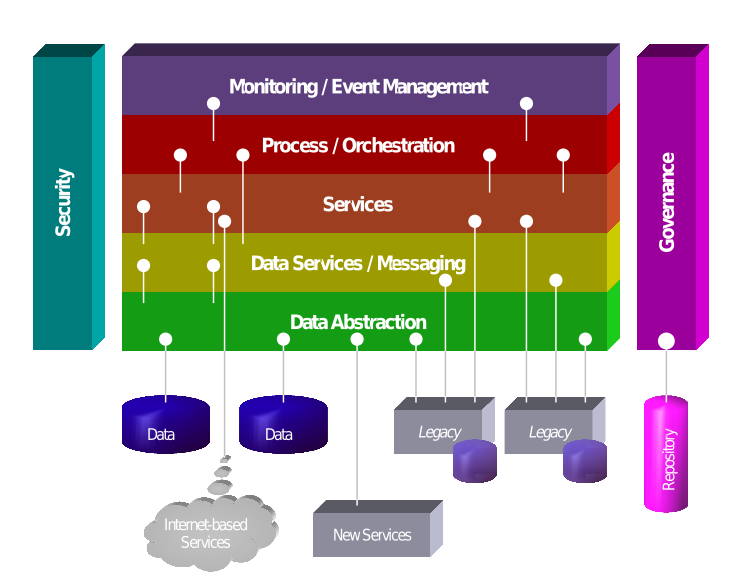 Monitoring / Event Management
Process / Orchestration
Services
Data Services / Messaging
Data Abstraction
Security
Governance
Data
Data
Legacy
Legacy
Repository
Internet-based
Services
New Services